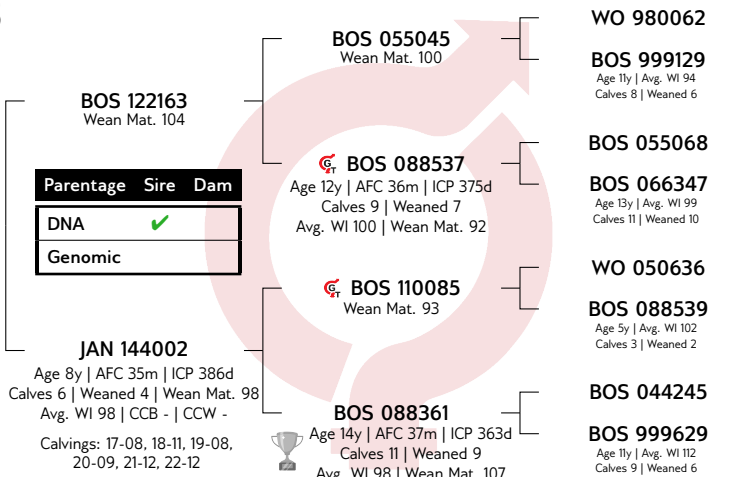 WO 980062
BOS 055045
Wean Mat. 100
BOS 999129
Age 11y | Avg. WI 94
Calves 8 | Weaned 6
BOS 122163
Wean Mat. 104
BOS 055068
G T BOS 088537
Age 12y | AFC 36m | ICP 375d
Calves 9 | Weaned 7
Avg. WI 100 | Wean Mat. 92
BOS 066347
Age 13y | Avg. WI 99
Calves 11 | Weaned 10
Parentage Sire Dam
DNA ✔
Genomic
WO 050636
G T BOS 110085
Wean Mat. 93
BOS 088539
Age 5y | Avg. WI 102
Calves 3 | Weaned 2
JAN 144002
Age 8y | AFC 35m | ICP 386d
Calves 6 | Weaned 4 | Wean Mat. 98
Avg. WI 98 | CCB - | CCW -
Calvings: 17-08, 18-11, 19-08,
20-09, 21-12, 22-12
BOS 044245
BOS 088361
Age 14y | AFC 37m | ICP 363d
Calves 11 | Weaned 9
Avg. WI 98 | Wean Mat. 107
BOS 999629
Age 11y | Avg. WI 112
Calves 9 | Weaned 6